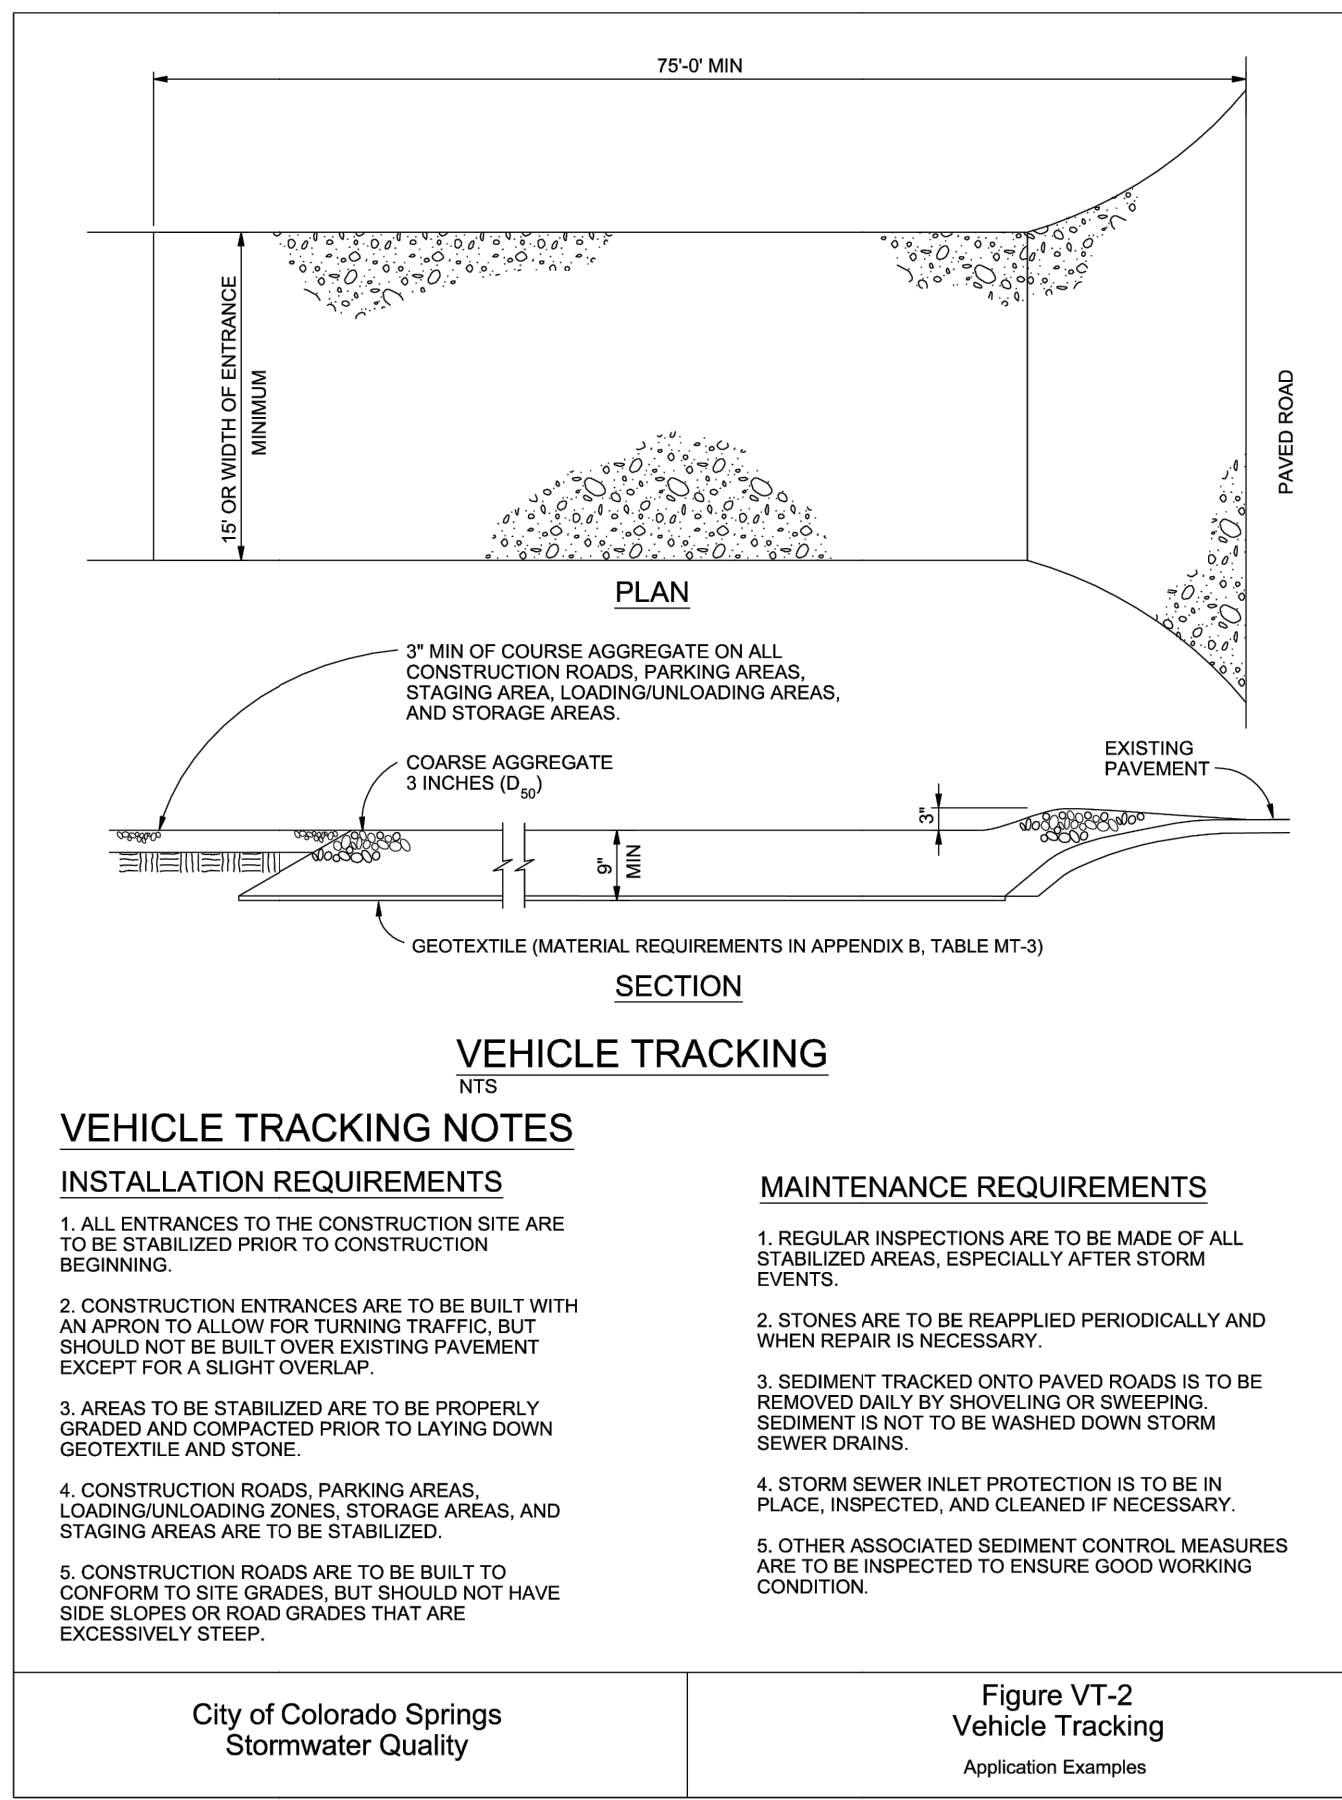 75'-0' MIN
15' OR WIDTH OF ENTRANCE
MINIMUM
PAVED ROAD
PLAN
3" MIN OF COURSE AGGREGATE ON ALL
CONSTRUCTION ROADS, PARKING AREAS,
STAGING AREA, LOADING/UNLOADING AREAS,
AND STORAGE AREAS.
COARSE AGGREGATE
3 INCHES (D50)
EXISTING
PAVEMENT
3"
9"
MIN
GEOTEXTILE (MATERIAL REQUIREMENTS IN APPENDIX B, TABLE MT-3)
SECTION
VEHICLE TRACKING
NTS
VEHICLE TRACKING NOTES
INSTALLATION REQUIREMENTS
1. ALL ENTRANCES TO THE CONSTRUCTION SITE ARE
TO BE STABILIZED PRIOR TO CONSTRUCTION
BEGINNING.
2. CONSTRUCTION ENTRANCES ARE TO BE BUILT WITH
AN APRON TO ALLOW FOR TURNING TRAFFIC, BUT
SHOULD NOT BE BUILT OVER EXISTING PAVEMENT
EXCEPT FOR A SLIGHT OVERLAP.
3. AREAS TO BE STABILIZED ARE TO BE PROPERLY
GRADED AND COMPACTED PRIOR TO LAYING DOWN
GEOTEXTILE AND STONE.
4. CONSTRUCTION ROADS, PARKING AREAS,
LOADING/UNLOADING ZONES, STORAGE AREAS, AND
STAGING AREAS ARE TO BE STABILIZED.
5. CONSTRUCTION ROADS ARE TO BE BUILT TO
CONFORM TO SITE GRADES, BUT SHOULD NOT HAVE
SIDE SLOPES OR ROAD GRADES THAT ARE
EXCESSIVELY STEEP.
MAINTENANCE REQUIREMENTS
1. REGULAR INSPECTIONS ARE TO BE MADE OF ALL
STABILIZED AREAS, ESPECIALLY AFTER STORM
EVENTS.
2. STONES ARE TO BE REAPPLIED PERIODICALLY AND
WHEN REPAIR IS NECESSARY.
3. SEDIMENT TRACKED ONTO PAVED ROADS IS TO BE
REMOVED DAILY BY SHOVELING OR SWEEPING.
SEDIMENT IS NOT TO BE WASHED DOWN STORM
SEWER DRAINS.
4. STORM SEWER INLET PROTECTION IS TO BE IN
PLACE, INSPECTED, AND CLEANED IF NECESSARY.
5. OTHER ASSOCIATED SEDIMENT CONTROL MEASURES
ARE TO BE INSPECTED TO ENSURE GOOD WORKING
CONDITION.
City of Colorado Springs
Stormwater Quality
Figure VT-2
Vehicle Tracking
Application Examples